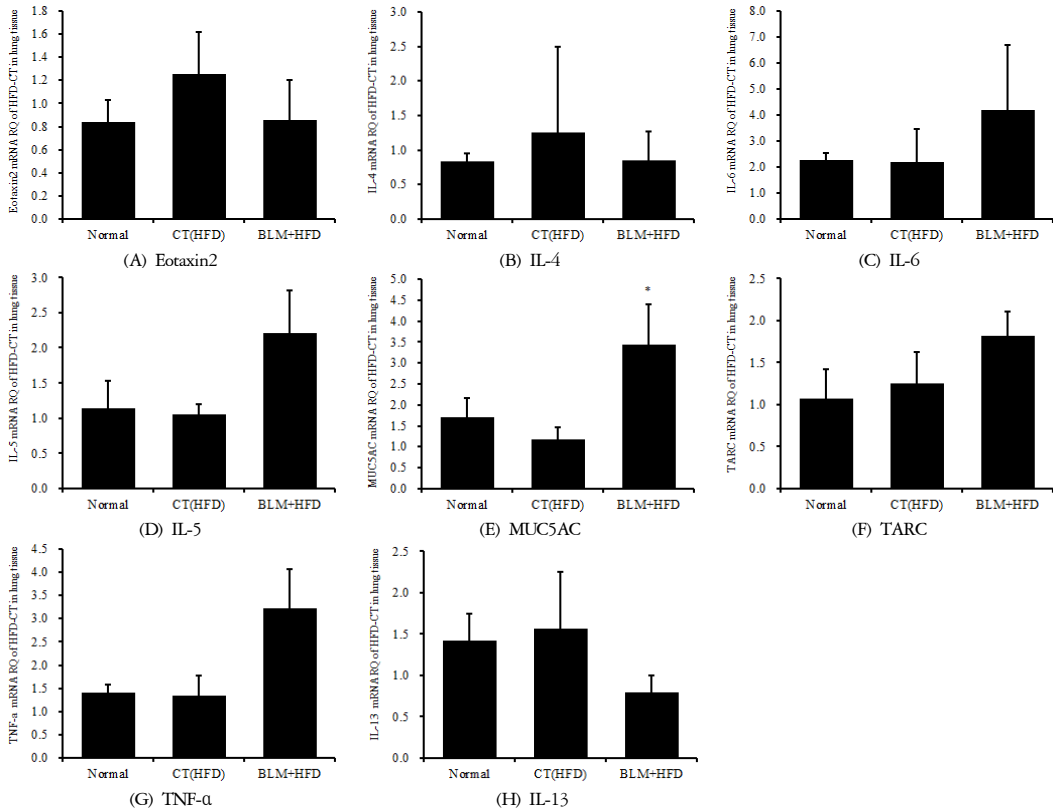 Eotaxin2 mRNA RQ of HFD-CT in lung tissue
1.8
1.6
1.4
1.2
1.0
0.8
0.6
0.4
0.2
0.0
Normal CT(HFD) BLM+HFD
(A) Eotaxin2
IL-4 mRNA RQ of HFD-CT in lung tissue
3.0
2.5
2.0
1.5
1.0
0.5
0.0
Normal CT(HFD) BLM+HFD
(B) IL-4
IL-6 mRNA RQ of HFD-CT in lung tissue
8.0
7.0
6.0
5.0
4.0
3.0
2.0
1.0
0.0
Normal CT(HFD) BLM+HFD
(C) IL-6
IL-5 mRNA RQ of HFD-CT in lung tissue
3.0
2.5
2.0
1.5
1.0
0.5
0.0
Normal CT(HFD) BLM+HFD
(D) IL-5
MUC5AC mRNA RQ of HFD-CT in lung tissue
5.0
4.5
4.0
3.5
3.0
2.5
2.0
1.5
1.0
0.5
0.0
*
Normal CT(HFD) BLM+HFD
(E) MUC5AC
TARC mRNA RQ of HFD-CT in lung tissue
2.5
2.0
1.5
1.0
0.5
0.0
Normal CT(HFD) BLM+HFD
(F) TARC
TNF-a mRNA RQ of HFD-CT in lung tissue
4.5
4.0
3.5
3.0
2.5
2.0
1.5
1.0
0.5
0.0
Normal CT(HFD) BLM+HFD
(G) TNF-α
IL-13 mRNA RQ of HFD-CT in lung tissue
2.5
2.0
1.5
1.0
0.5
0.0
Normal CT(HFD) BLM+HFD
(H) IL-13